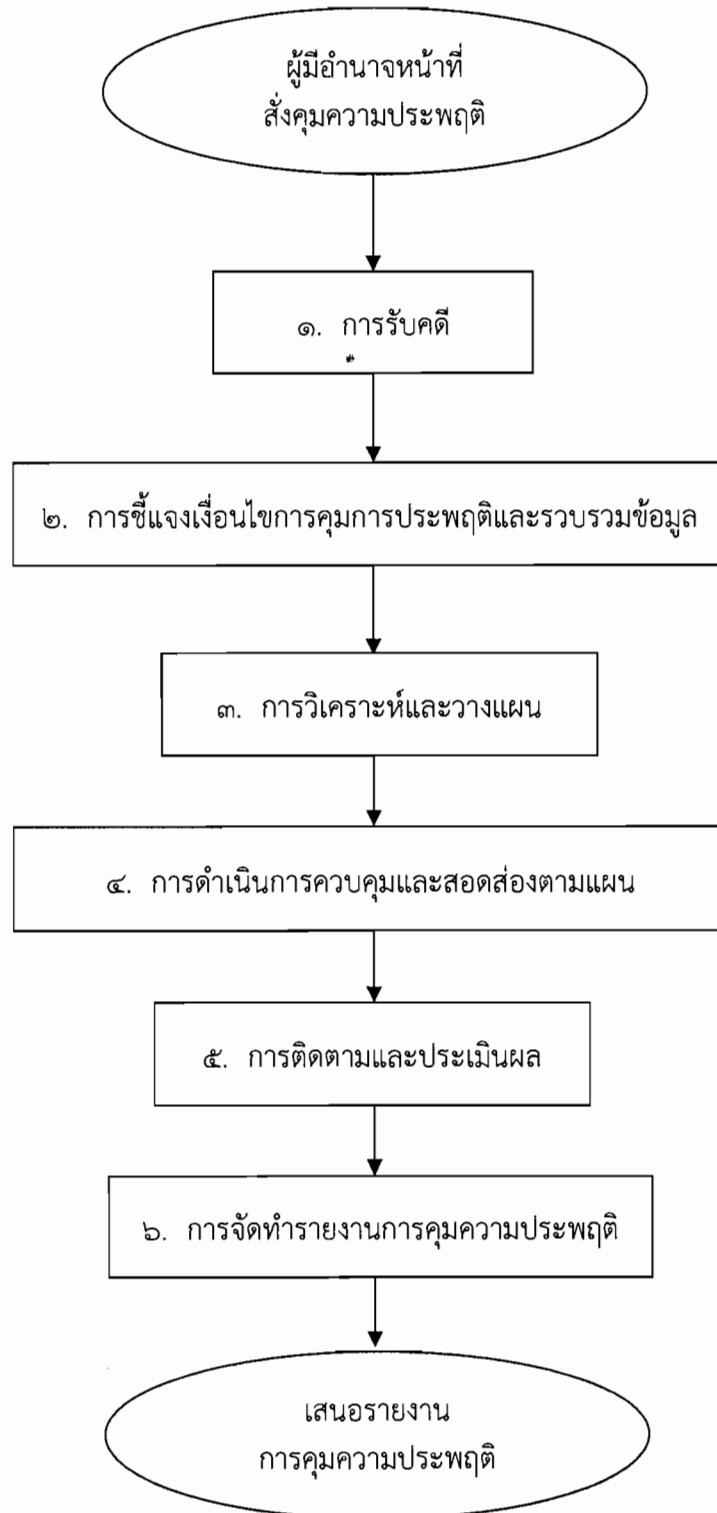 ผู้มีอำนาจหน้าที่
สั่งคุมความประพฤติ
๑. การรับคดี
๒. การชี้แจงเงื่อนไขการคุมการประพฤติและรวบรวมข้อมูล
๓. การวิเคราะห์และวางแผน
๔. การดำเนินการควบคุมและสอดส่องตามแผน
๕. การติดตามและประเมินผล
๖. การจัดทำรายงานการคุมความประพฤติ
เสนอรายงาน
การคุมความประพฤติ